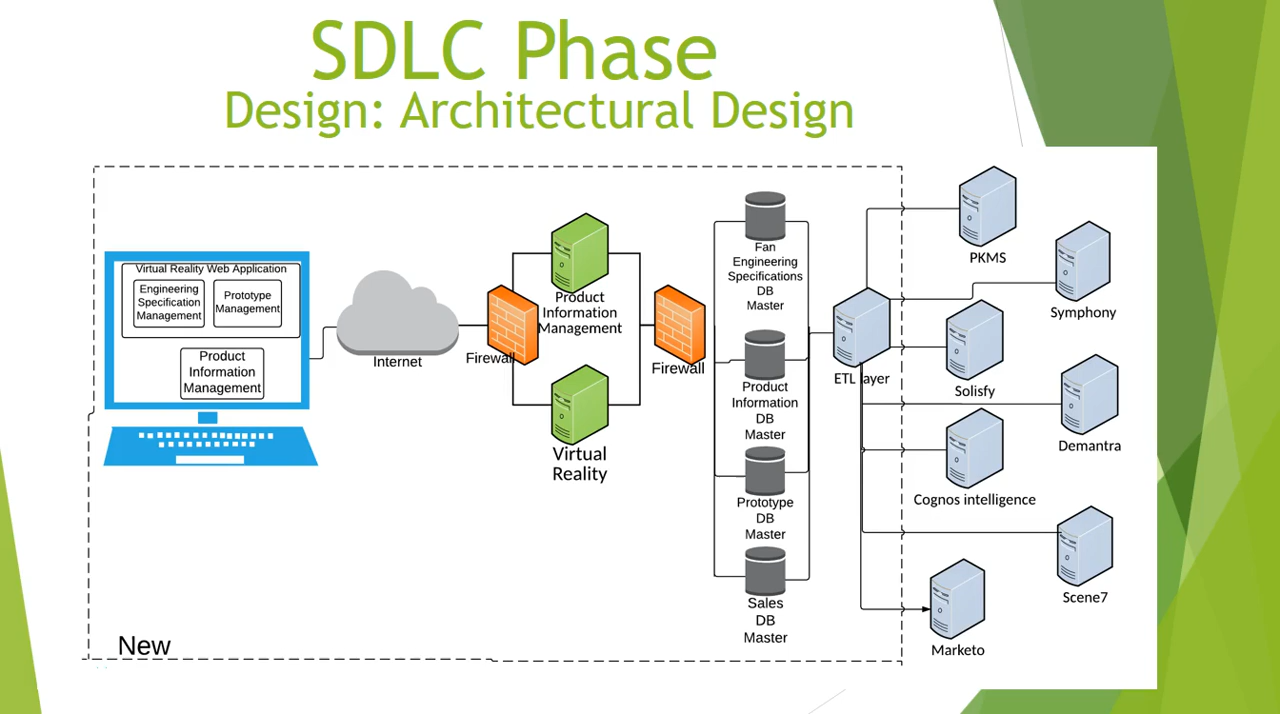 SDLC Phase
Design: Architectural Design
Virtual Reality Web Application
Engineering
Specification
Management
Prototype
Management
Product
Information
Management
Internet
Firewall
Product
Information
Management
Virtual
Reality
Firewall
Fan
Engineering
Specifications
DB
Master
Product
Information
DB
Master
Prototype
DB
Master
Sales
DB
Master
ETL layer
PKMS
Symphony
Solisfy
Demantra
Cognos intelligence
Scene7
Marketo
New